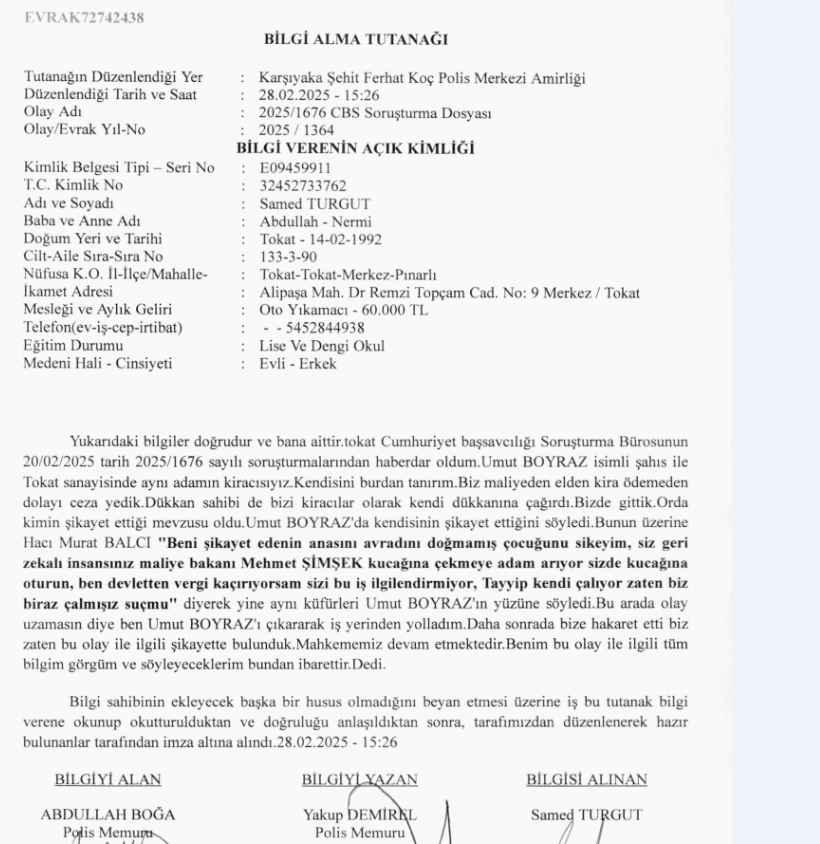 EVRAK72742438
BİLGİ ALMA TUTANAĞI
Tutanağın Düzenlendiği Yer : Karşıyaka Şehit Ferhat Koç Polis Merkezi Amirliği
Düzenlendiği Tarih ve Saat : 28.02.2025 - 15:26
Olay Adı : 2025/1676 CBS Soruşturma Dosyası
Olay/Evrak Yıl-No : 2025 / 1364
BİLGİ VERENİN AÇIK KİMLİĞİ
Kimlik Belgesi Tipi – Seri No : E09459911
T.C. Kimlik No : 32452733762
Adı ve Soyadı : Samed TURGUT
Baba ve Anne Adı : Abdullah - Nermi
Doğum Yeri ve Tarihi : Tokat - 14-02-1992
Cilt-Aile Sıra-Sıra No : 133-3-90
Nüfusa K.O. İl-İlçe/Mahalle- : Tokat-Tokat-Merkez-Pınarlı
İkamet Adresi : Alipaşa Mah. Dr Remzi Topçam Cad. No: 9 Merkez / Tokat
Mesleği ve Aylık Geliri : Oto Yıkamacı - 60.000 TL
Telefon(ev-iş-cep-irtibat) : - - 5452844938
Eğitim Durumu : Lise Ve Dengi Okul
Medeni Hali - Cinsiyeti : Evli - Erkek
Yukarıdaki bilgiler doğrudur ve bana aittir.tokat Cumhuriyet başsavcılığı Soruşturma Bürosunun
20/02/2025 tarih 2025/1676 sayılı soruşturmalarından haberdar oldum.Umut BOYRAZ isimli şahıs ile
Tokat sanayisinde aynı adamın kiracısıyız.Kendisini burdan tanırım.Biz maliyeden elden kira ödemeden
dolayı ceza yedik.Dükkan sahibi de bizi kiracılar olarak kendi dükkanına çağırdı.Bizde gittik.Orda
kimin şikayet ettiği mevzusu oldu.Umut BOYRAZ'da kendisinin şikayet ettiğini söyledi.Bunun üzerine
Hacı Murat BALCI "Beni şikayet edenin anasını avradını doğmamış çocuğunu sikeyim, siz geri
zekalı insansınız maliye bakanı Mehmet ŞİMŞEK kucağına çekmeye adam arıyor sizde kucağına
oturun, ben devletten vergi kaçırıyorsam sizi bu iş ilgilendirmiyor, Tayyip kendi çalıyor zaten biz
biraz çalmışız suçmu" diyerek yine aynı küfürleri Umut BOYRAZ'ın yüzüne söyledi.Bu arada olay
uzamasın diye ben Umut BOYRAZ'ı çıkararak iş yerinden yolladım.Daha sonrada bize hakaret etti biz
zaten bu olay ile ilgili şikayette bulunduk.Mahkememiz devam etmektedir.Benim bu olay ile ilgili tüm
bilgim görgüm ve söyleyeceklerim bundan ibarettir.Dedi.
Bilgi sahibinin ekleyecek başka bir husus olmadığını beyan etmesi üzerine iş bu tutanak bilgi
verene okunup okutturulduktan ve doğruluğu anlaşıldıktan sonra, tarafımızdan düzenlenerek hazır
bulunanlar tarafından imza altına alındı.28.02.2025 - 15:26
BİLGİYİ ALAN BİLGİYİ YAZAN BİLGİSİ ALINAN
ABDULLAH BOĞA Yakup DEMİREL Samed TURGUT
Polis Memuru Polis Memuru